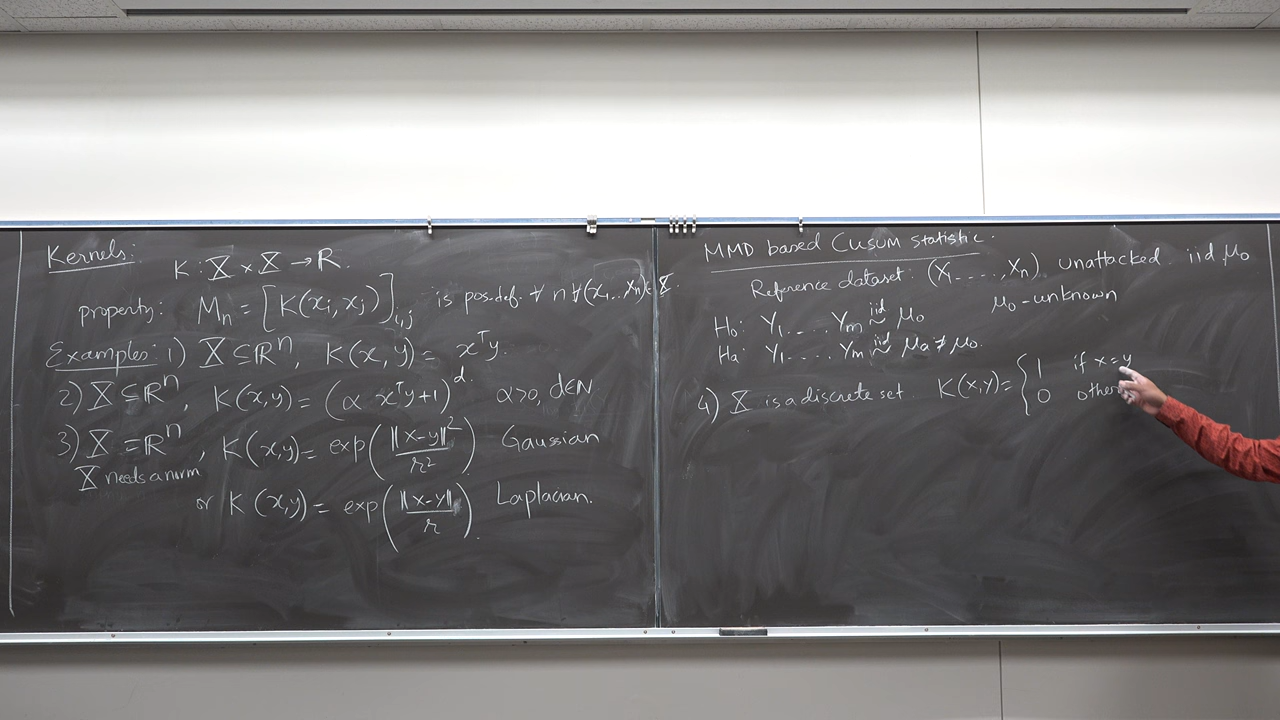 Kernels:
K : X × X → R.
property: Mₙ = [K(xᵢ, xⱼ)]ᵢ,ⱼ is pos.def. ∀ n ∀ (x₁..., xₙ) ∈ X.
Examples: 1) X ⊆ Rⁿ, K(x, y) = xᵀy.
2) X ⊆ Rⁿ, K(x,y) = (α xᵀy+1)ᵈ. α>0, d∈N.
3) X = Rⁿ, K(x,y) = exp(‖x-y‖²/r²) Gaussian
X needs a norm
or K(x,y) = exp(‖x-y‖/r). Laplacian.
MMD based Cusum statistic.
Reference dataset: (X₁....., Xₙ) unattacked. iid μ₀
μ₀ - unknown
H₀: Y₁.... Yₘ iid~ μ₀
Hₐ: Y₁.... Yₘ iid~ μₐ ≠ μ₀.
4) X is a discrete set. K(x,y) = { 1 if x=y
0